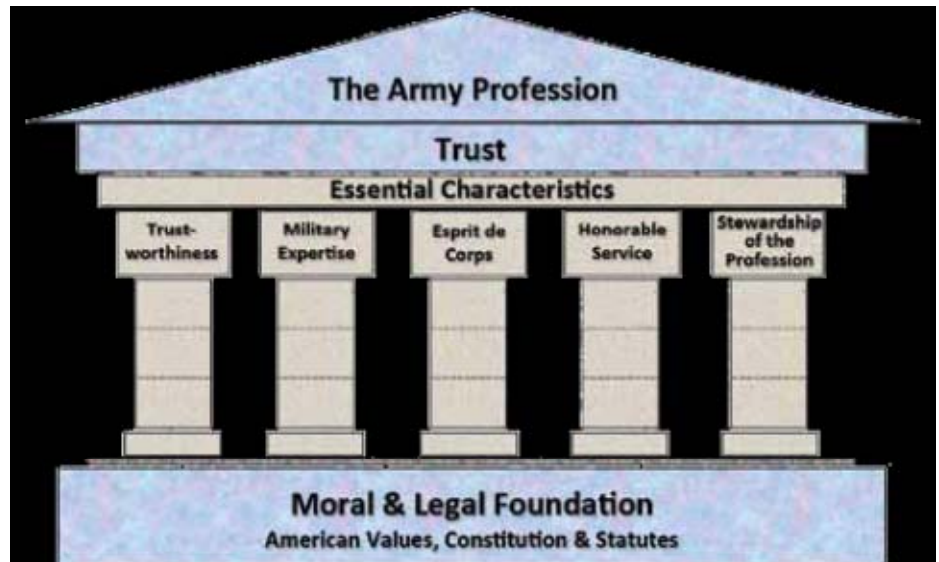 The Army Profession
Trust
Essential Characteristics
Trust-
worthiness
Military
Expertise
Esprit de
Corps
Honorable
Service
Stewardship
of the
Profession
Moral & Legal Foundation
American Values, Constitution & Statutes